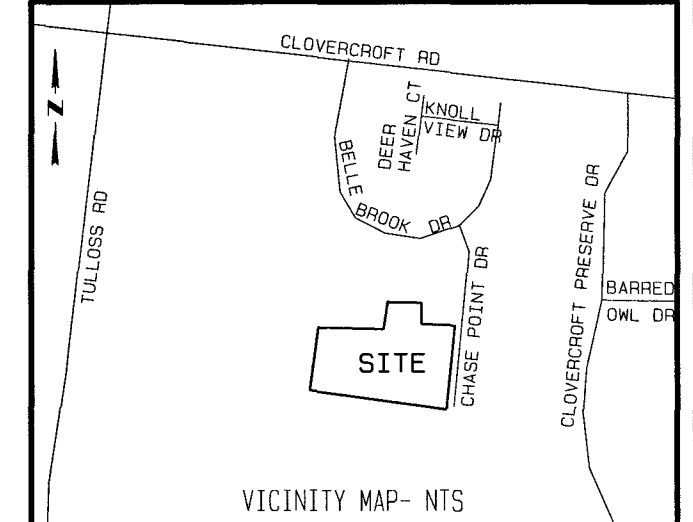 CLOVERCROFT RD
N
TULLOSS RD
DEER
HAVEN CT
KNOLL
VIEW DR
BELLE
BROOK DR
CHASE POINT DR
CLOVERCROFT PRESERVE DR
BARRED
OWL DR
SITE
VICINITY MAP- NTS